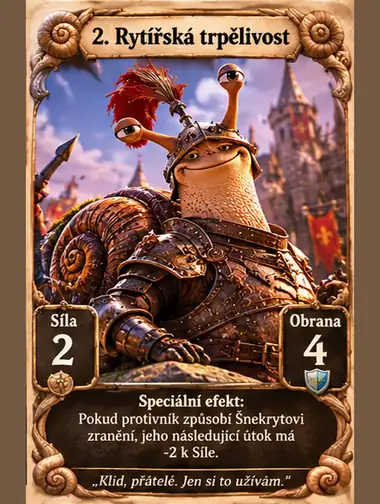 2. Rytířská trpělivost
Síla
2
Obrana
4
Speciální efekt:
Pokud protivník způsobí Šnekrytovi
zranění, jeho následující útok má
-2 k Síle.
„Klid, přátelé. Jen si to užívám.“